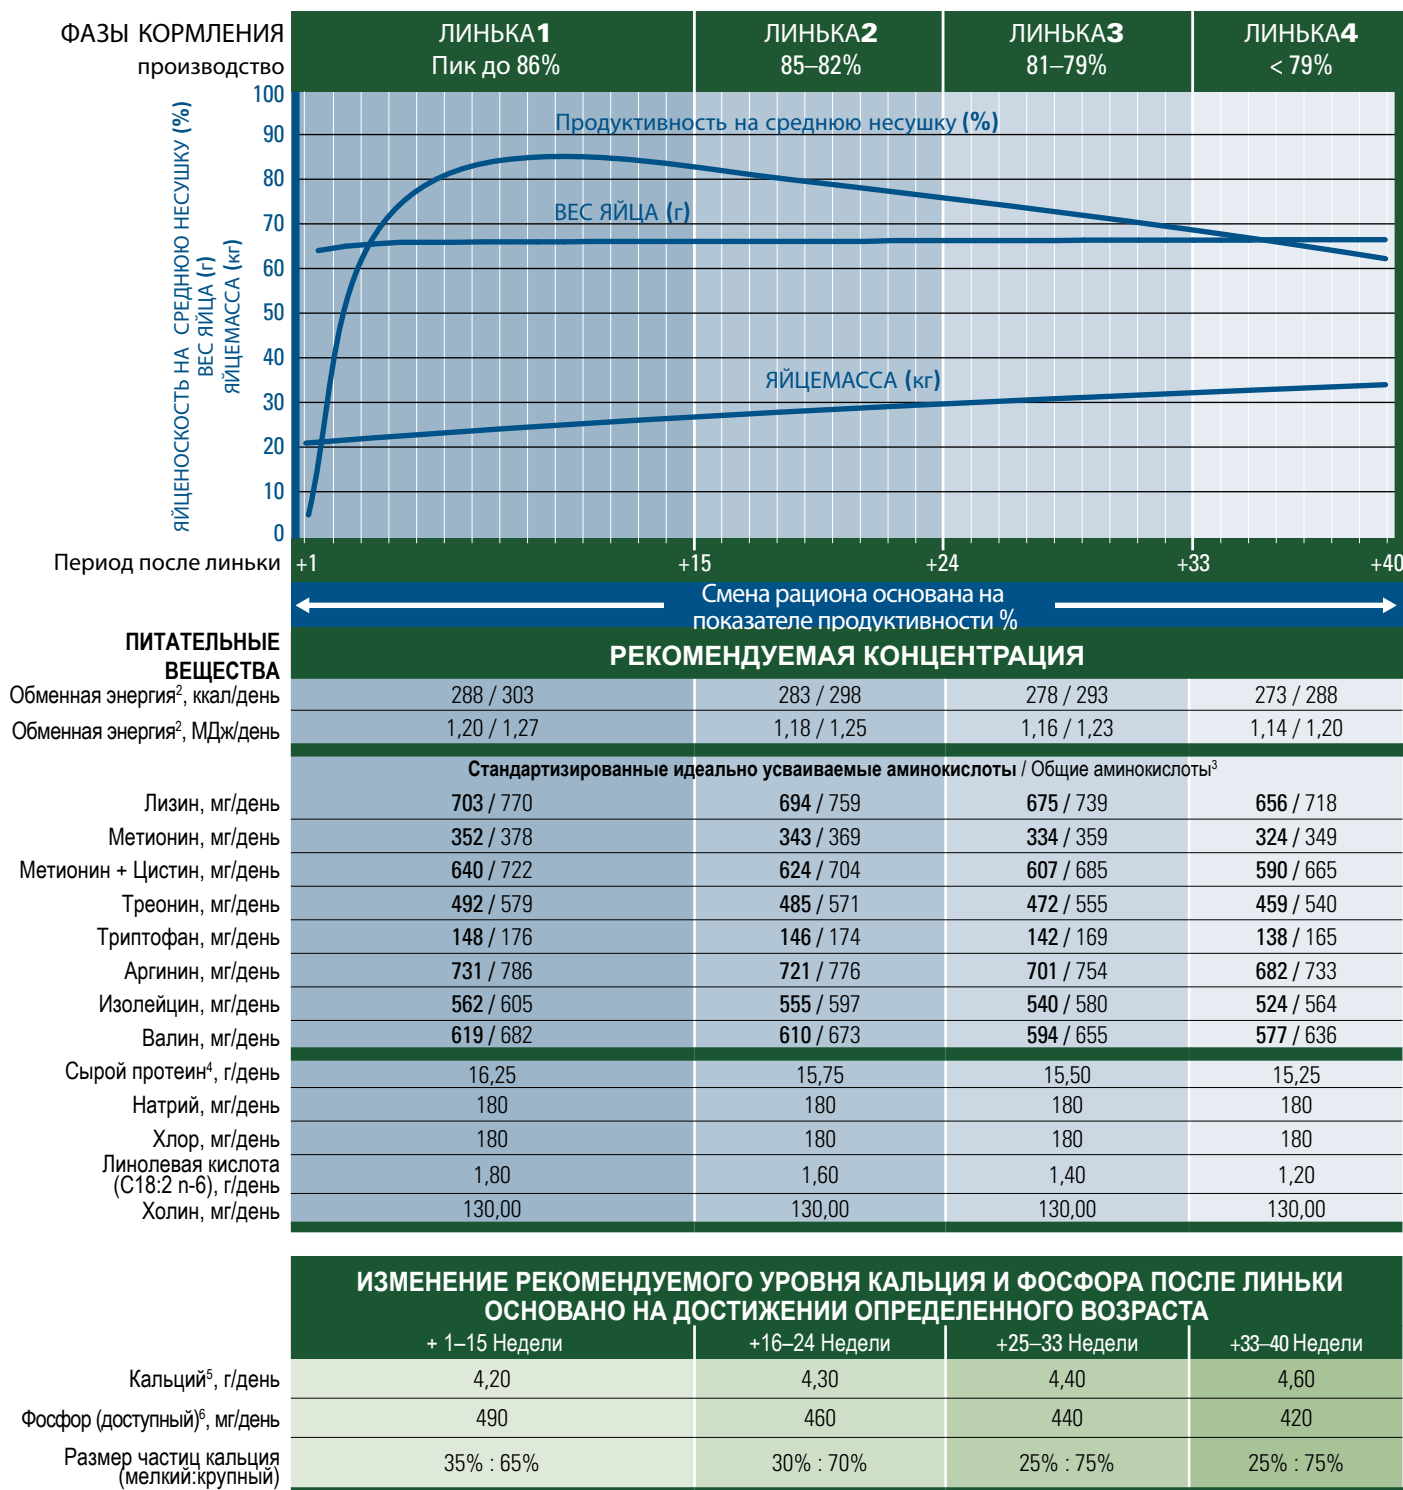 ФАЗЫ КОРМЛЕНИЯ ЛИНЬКА1 ЛИНЬКА2 ЛИНЬКА3 ЛИНЬКА4
производство Пик до 86% 85–82% 81–79% < 79%
ЯЙЦЕНОСКОСТЬ НА СРЕДНЮЮ НЕСУШКУ (%)
ВЕС ЯЙЦА (г)
ЯЙЦЕМАССА (кг)
100
90
80
70
60
50
40
30
20
10
0
Продуктивность на среднюю несушку (%)
ВЕС ЯЙЦА (г)
ЯЙЦЕМАССА (кг)
Период после линьки +1 +15 +24 +33 +40
Смена рациона основана на
показателе продуктивности %
ПИТАТЕЛЬНЫЕ
ВЕЩЕСТВА
РЕКОМЕНДУЕМАЯ КОНЦЕНТРАЦИЯ
Обменная энергия², ккал/день 288 / 303 283 / 298 278 / 293 273 / 288
Обменная энергия², МДж/день 1,20 / 1,27 1,18 / 1,25 1,16 / 1,23 1,14 / 1,20
Стандартизированные идеально усваиваемые аминокислоты / Общие аминокислоты³
Лизин, мг/день 703 / 770 694 / 759 675 / 739 656 / 718
Метионин, мг/день 352 / 378 343 / 369 334 / 359 324 / 349
Метионин + Цистин, мг/день 640 / 722 624 / 704 607 / 685 590 / 665
Треонин, мг/день 492 / 579 485 / 571 472 / 555 459 / 540
Триптофан, мг/день 148 / 176 146 / 174 142 / 169 138 / 165
Аргинин, мг/день 731 / 786 721 / 776 701 / 754 682 / 733
Изолейцин, мг/день 562 / 605 555 / 597 540 / 580 524 / 564
Валин, мг/день 619 / 682 610 / 673 594 / 655 577 / 636
Сырой протеин⁴, г/день 16,25 15,75 15,50 15,25
Натрий, мг/день 180 180 180 180
Хлор, мг/день 180 180 180 180
Линолевая кислота
(C18:2 n-6), г/день 1,80 1,60 1,40 1,20
Холин, мг/день 130,00 130,00 130,00 130,00
ИЗМЕНЕНИЕ РЕКОМЕНДУЕМОГО УРОВНЯ КАЛЬЦИЯ И ФОСФОРА ПОСЛЕ ЛИНЬКИ
ОСНОВАНО НА ДОСТИЖЕНИИ ОПРЕДЕЛЕННОГО ВОЗРАСТА
+ 1–15 Недели +16–24 Недели +25–33 Недели +33–40 Недели
Кальций⁵, г/день 4,20 4,30 4,40 4,60
Фосфор (доступный)⁶, мг/день 490 460 440 420
Размер частиц кальция
(мелкий:крупный) 35% : 65% 30% : 70% 25% : 75% 25% : 75%